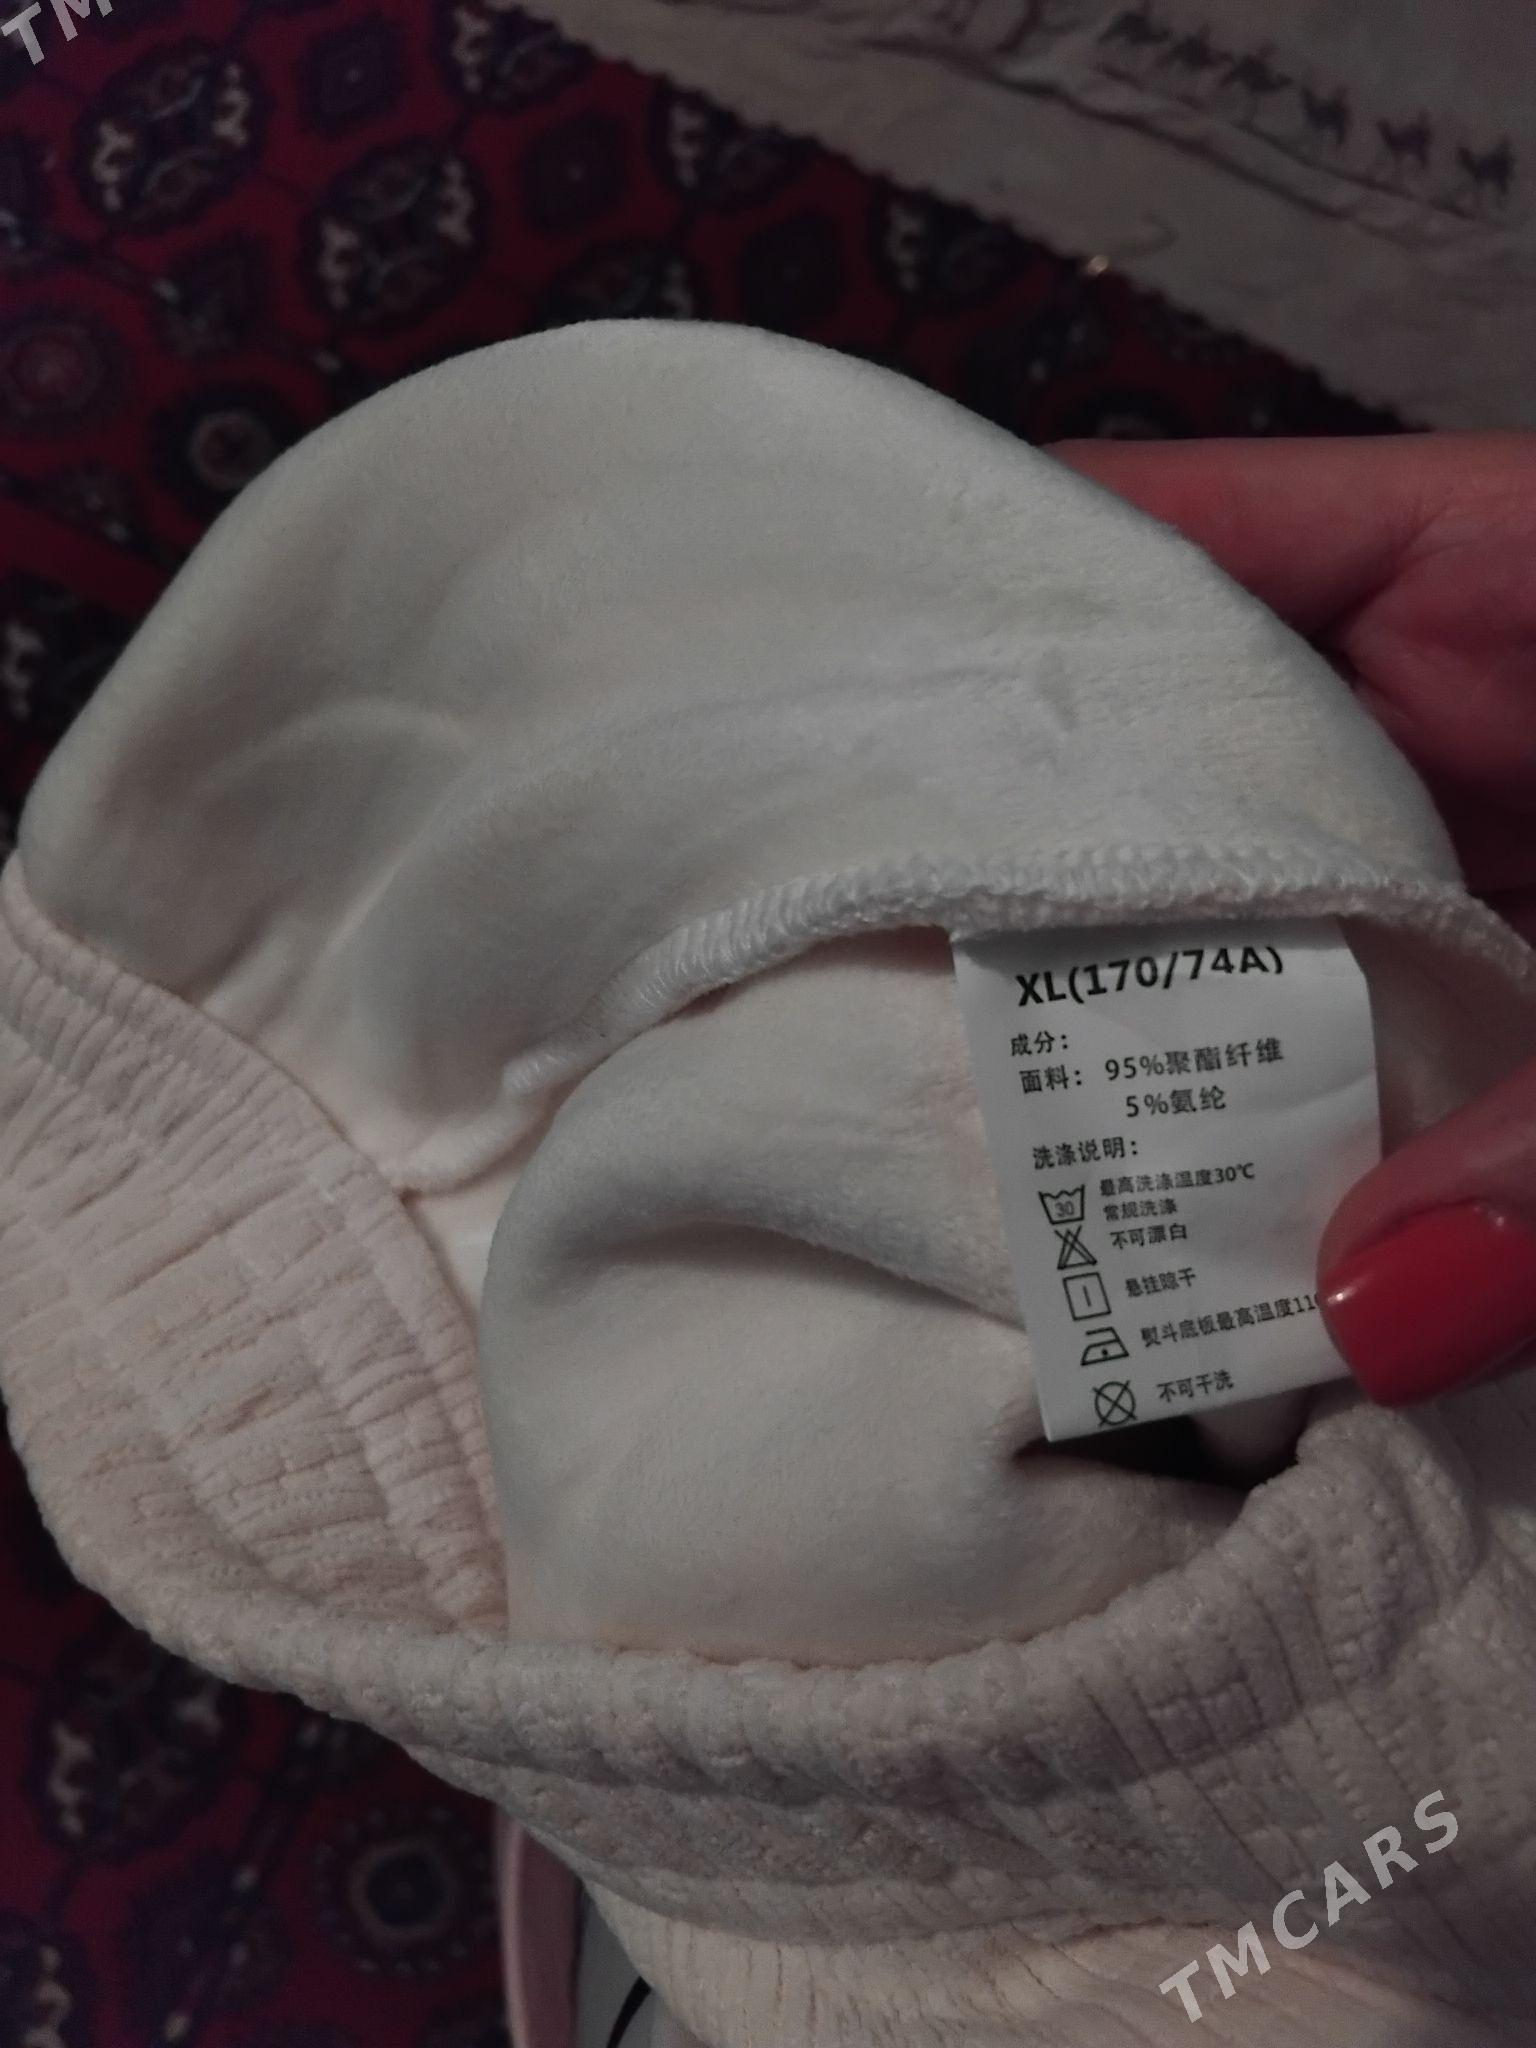 TM
XL(170/74A)
成分：
面料： 95%聚酯纤维
5%氨纶
洗涤说明：
30 最高洗涤温度30℃
常规洗涤
不可漂白
悬挂晾干
熨斗底板最高温度11
不可干洗
TMCARS